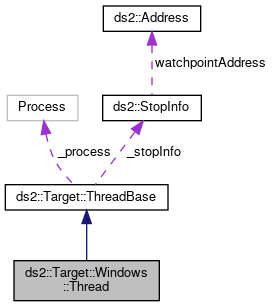 ds2::Address
watchpointAddress
Process
ds2::StopInfo
_process
_stopInfo
ds2::Target::ThreadBase
ds2::Target::Windows
::Thread